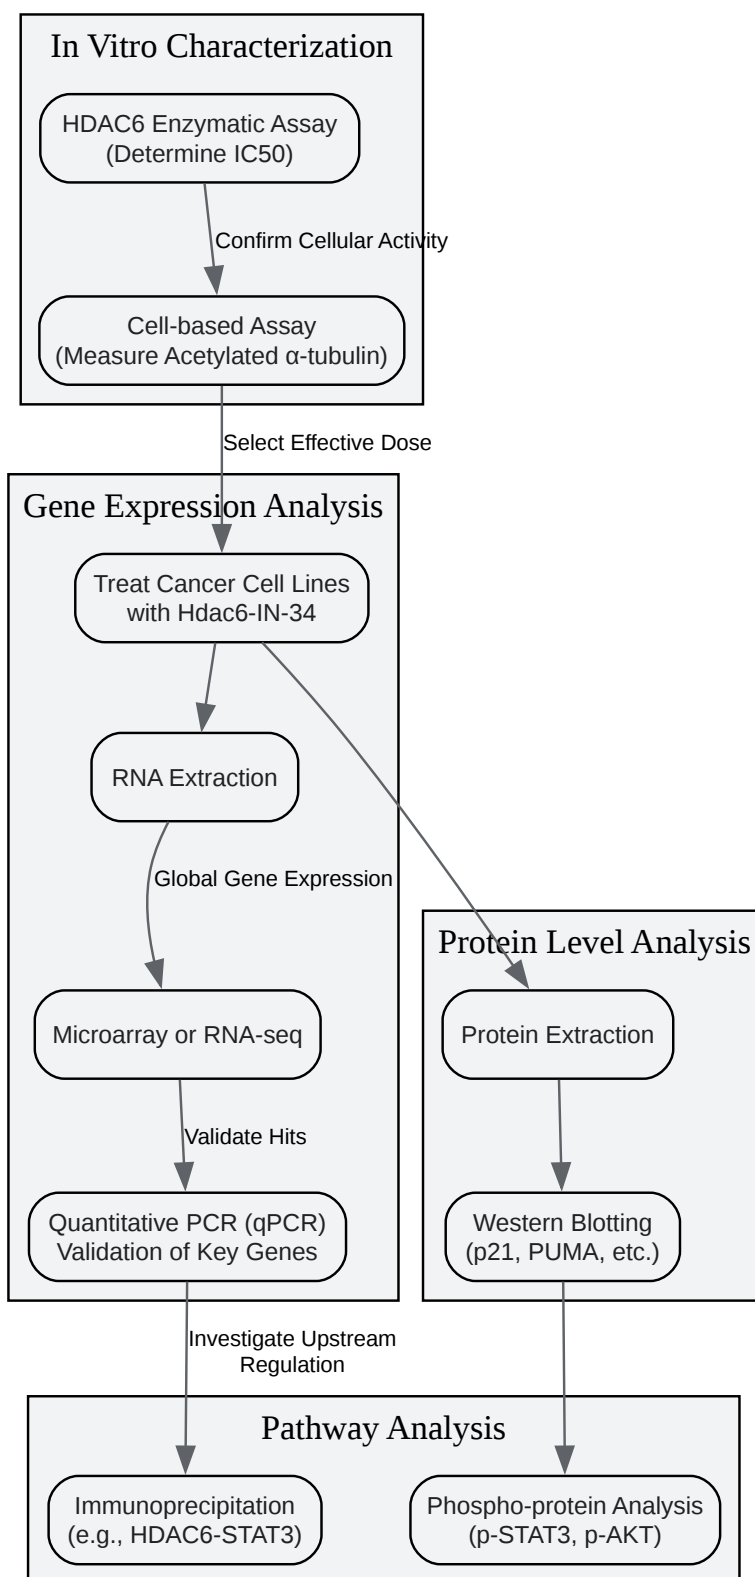 In Vitro Characterization
HDAC6 Enzymatic Assay
(Determine IC50)
Confirm Cellular Activity
Cell-based Assay
(Measure Acetylated α-tubulin)
Select Effective Dose
Gene Expression Analysis
Treat Cancer Cell Lines
with Hdac6-IN-34
RNA Extraction
Global Gene Expression
Protein Level Analysis
Microarray or RNA-seq
Protein Extraction
Validate Hits
Quantitative PCR (qPCR)
Validation of Key Genes
Western Blotting
(p21, PUMA, etc.)
Investigate Upstream
Regulation
Pathway Analysis
Immunoprecipitation
(e.g., HDAC6-STAT3)
Phospho-protein Analysis
(p-STAT3, p-AKT)